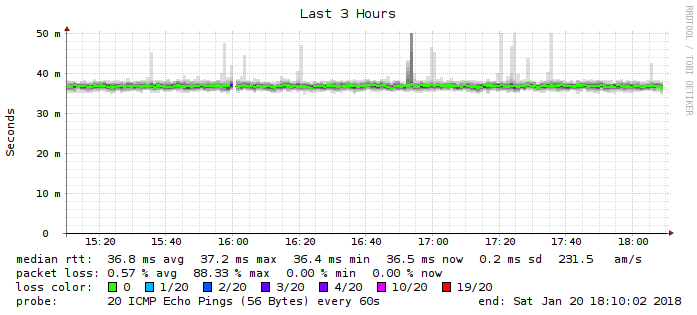 Last 3 Hours
RRDTOOL / TOBI OETIKER
Seconds
50 m
40 m
30 m
20 m
10 m
0
15:20 15:40 16:00 16:20 16:40 17:00 17:20 17:40 18:00
median rtt: 36.8 ms avg 37.2 ms max 36.4 ms min 36.5 ms now 0.2 ms sd 231.5 am/s
packet loss: 0.57 % avg 88.33 % max 0.00 % min 0.00 % now
loss color: 0 1/20 2/20 3/20 4/20 10/20 19/20
probe: 20 ICMP Echo Pings (56 Bytes) every 60s end: Sat Jan 20 18:10:02 2018